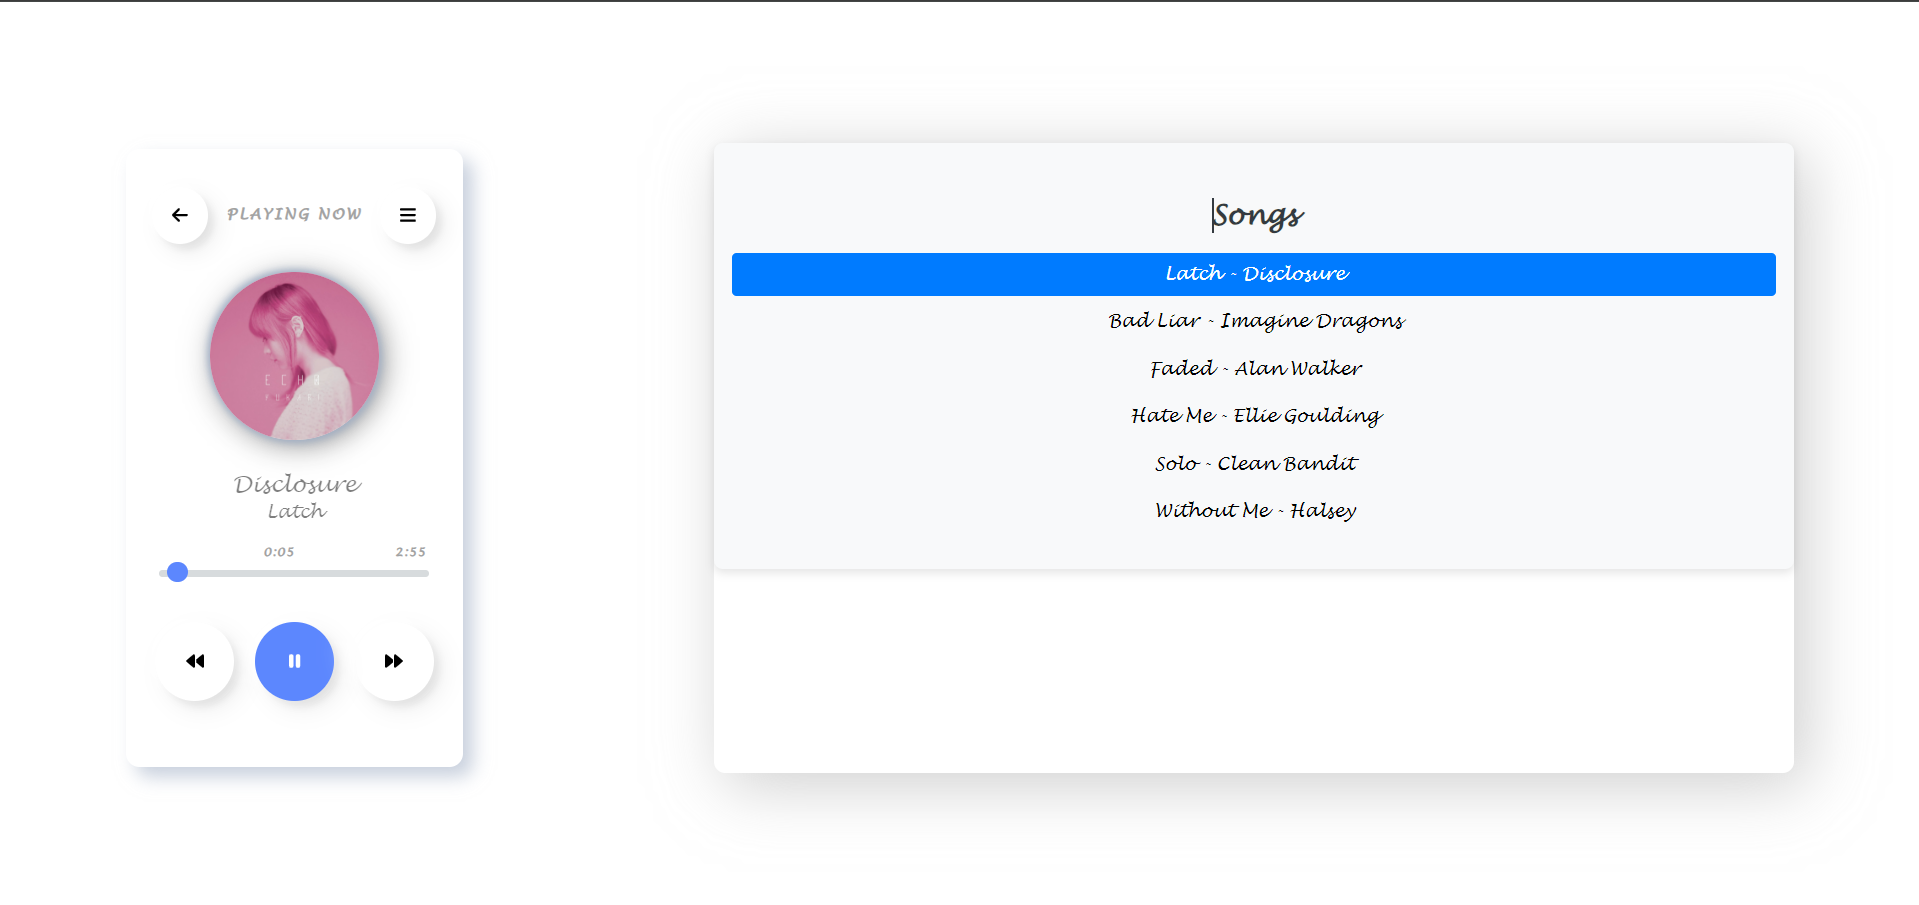 PLAYING NOW
ECHO
Disclosure
Latch
0:05 2:55
Songs
Latch - Disclosure
Bad Liar - Imagine Dragons
Faded - Alan Walker
Hate Me - Ellie Goulding
Solo - Clean Bandit
Without Me - Halsey